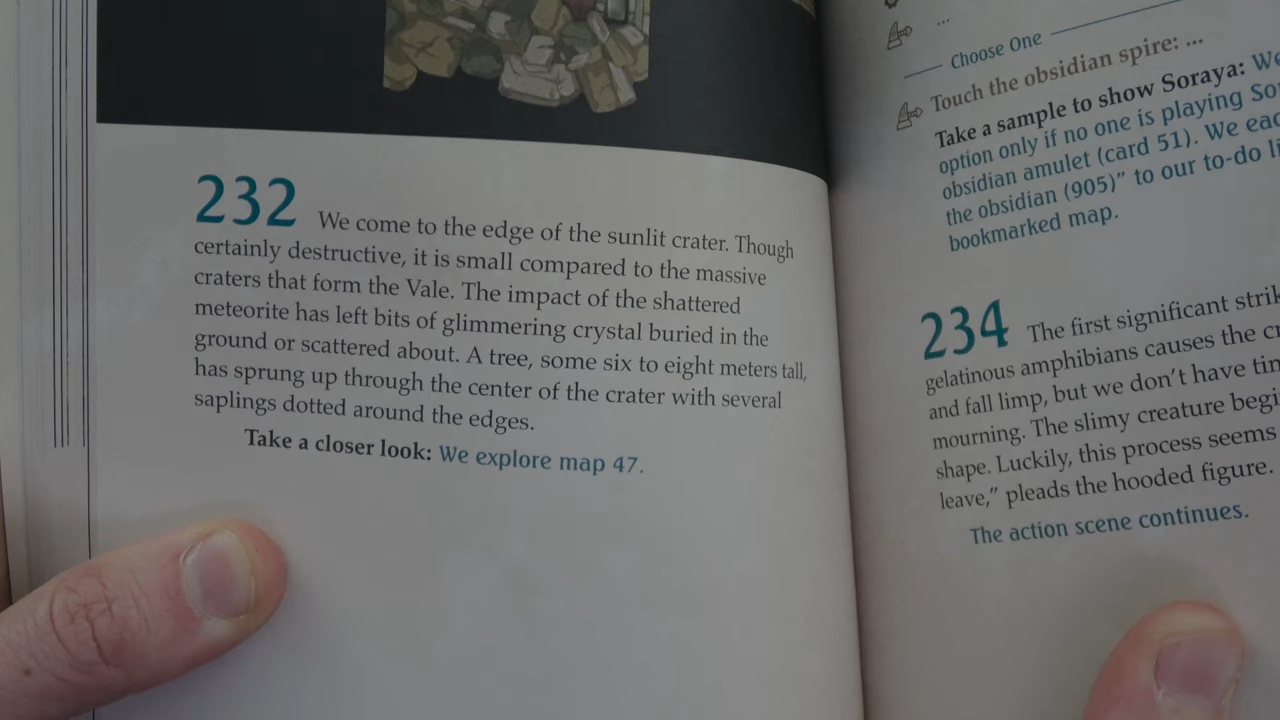 232 We come to the edge of the sunlit crater. Though
certainly destructive, it is small compared to the massive
craters that form the Vale. The impact of the shattered
meteorite has left bits of glimmering crystal buried in the
ground or scattered about. A tree, some six to eight meters tall,
has sprung up through the center of the crater with several
saplings dotted around the edges.
Take a closer look: We explore map 47.
...
Choose One
Touch the obsidian spire: ...
Take a sample to show Soraya: We
option only if no one is playing
obsidian amulet (card 51). We
the obsidian (905)” to our to-do
bookmarked map.
234 The first significant
gelatinous amphibians causes the
and fall limp, but we don’t have
mourning. The slimy creature
shape. Luckily, this process seems
leave,” pleads the hooded figure.
The action scene continues.